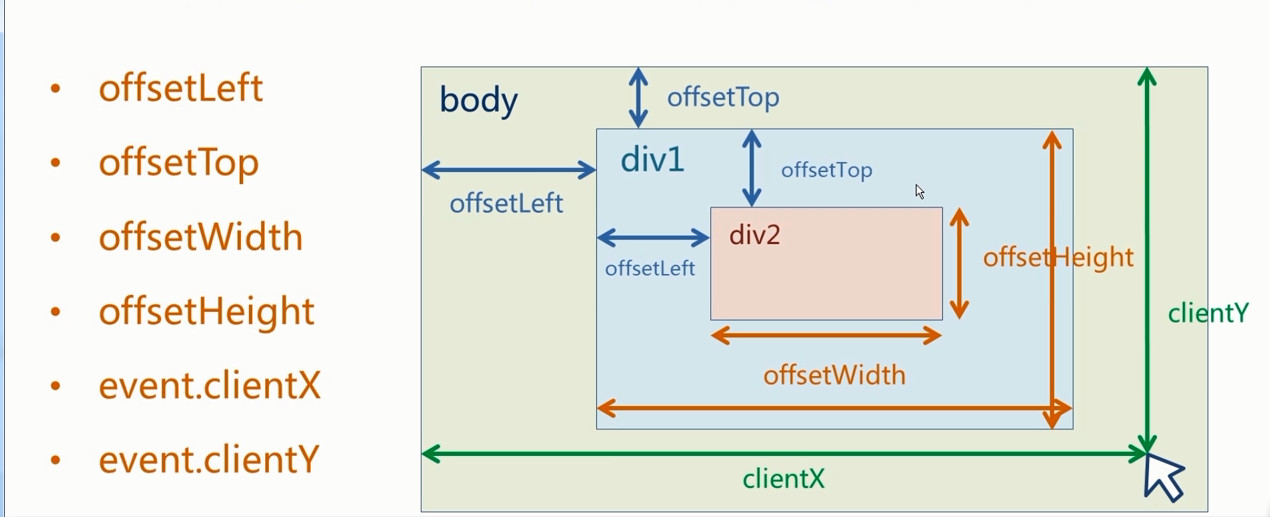 • offsetLeft
• offsetTop
• offsetWidth
• offsetHeight
• event.clientX
• event.clientY
body
offsetTop
div1
offsetTop
offsetLeft
div2
offsetLeft
offsetHeight
clientY
offsetWidth
clientX